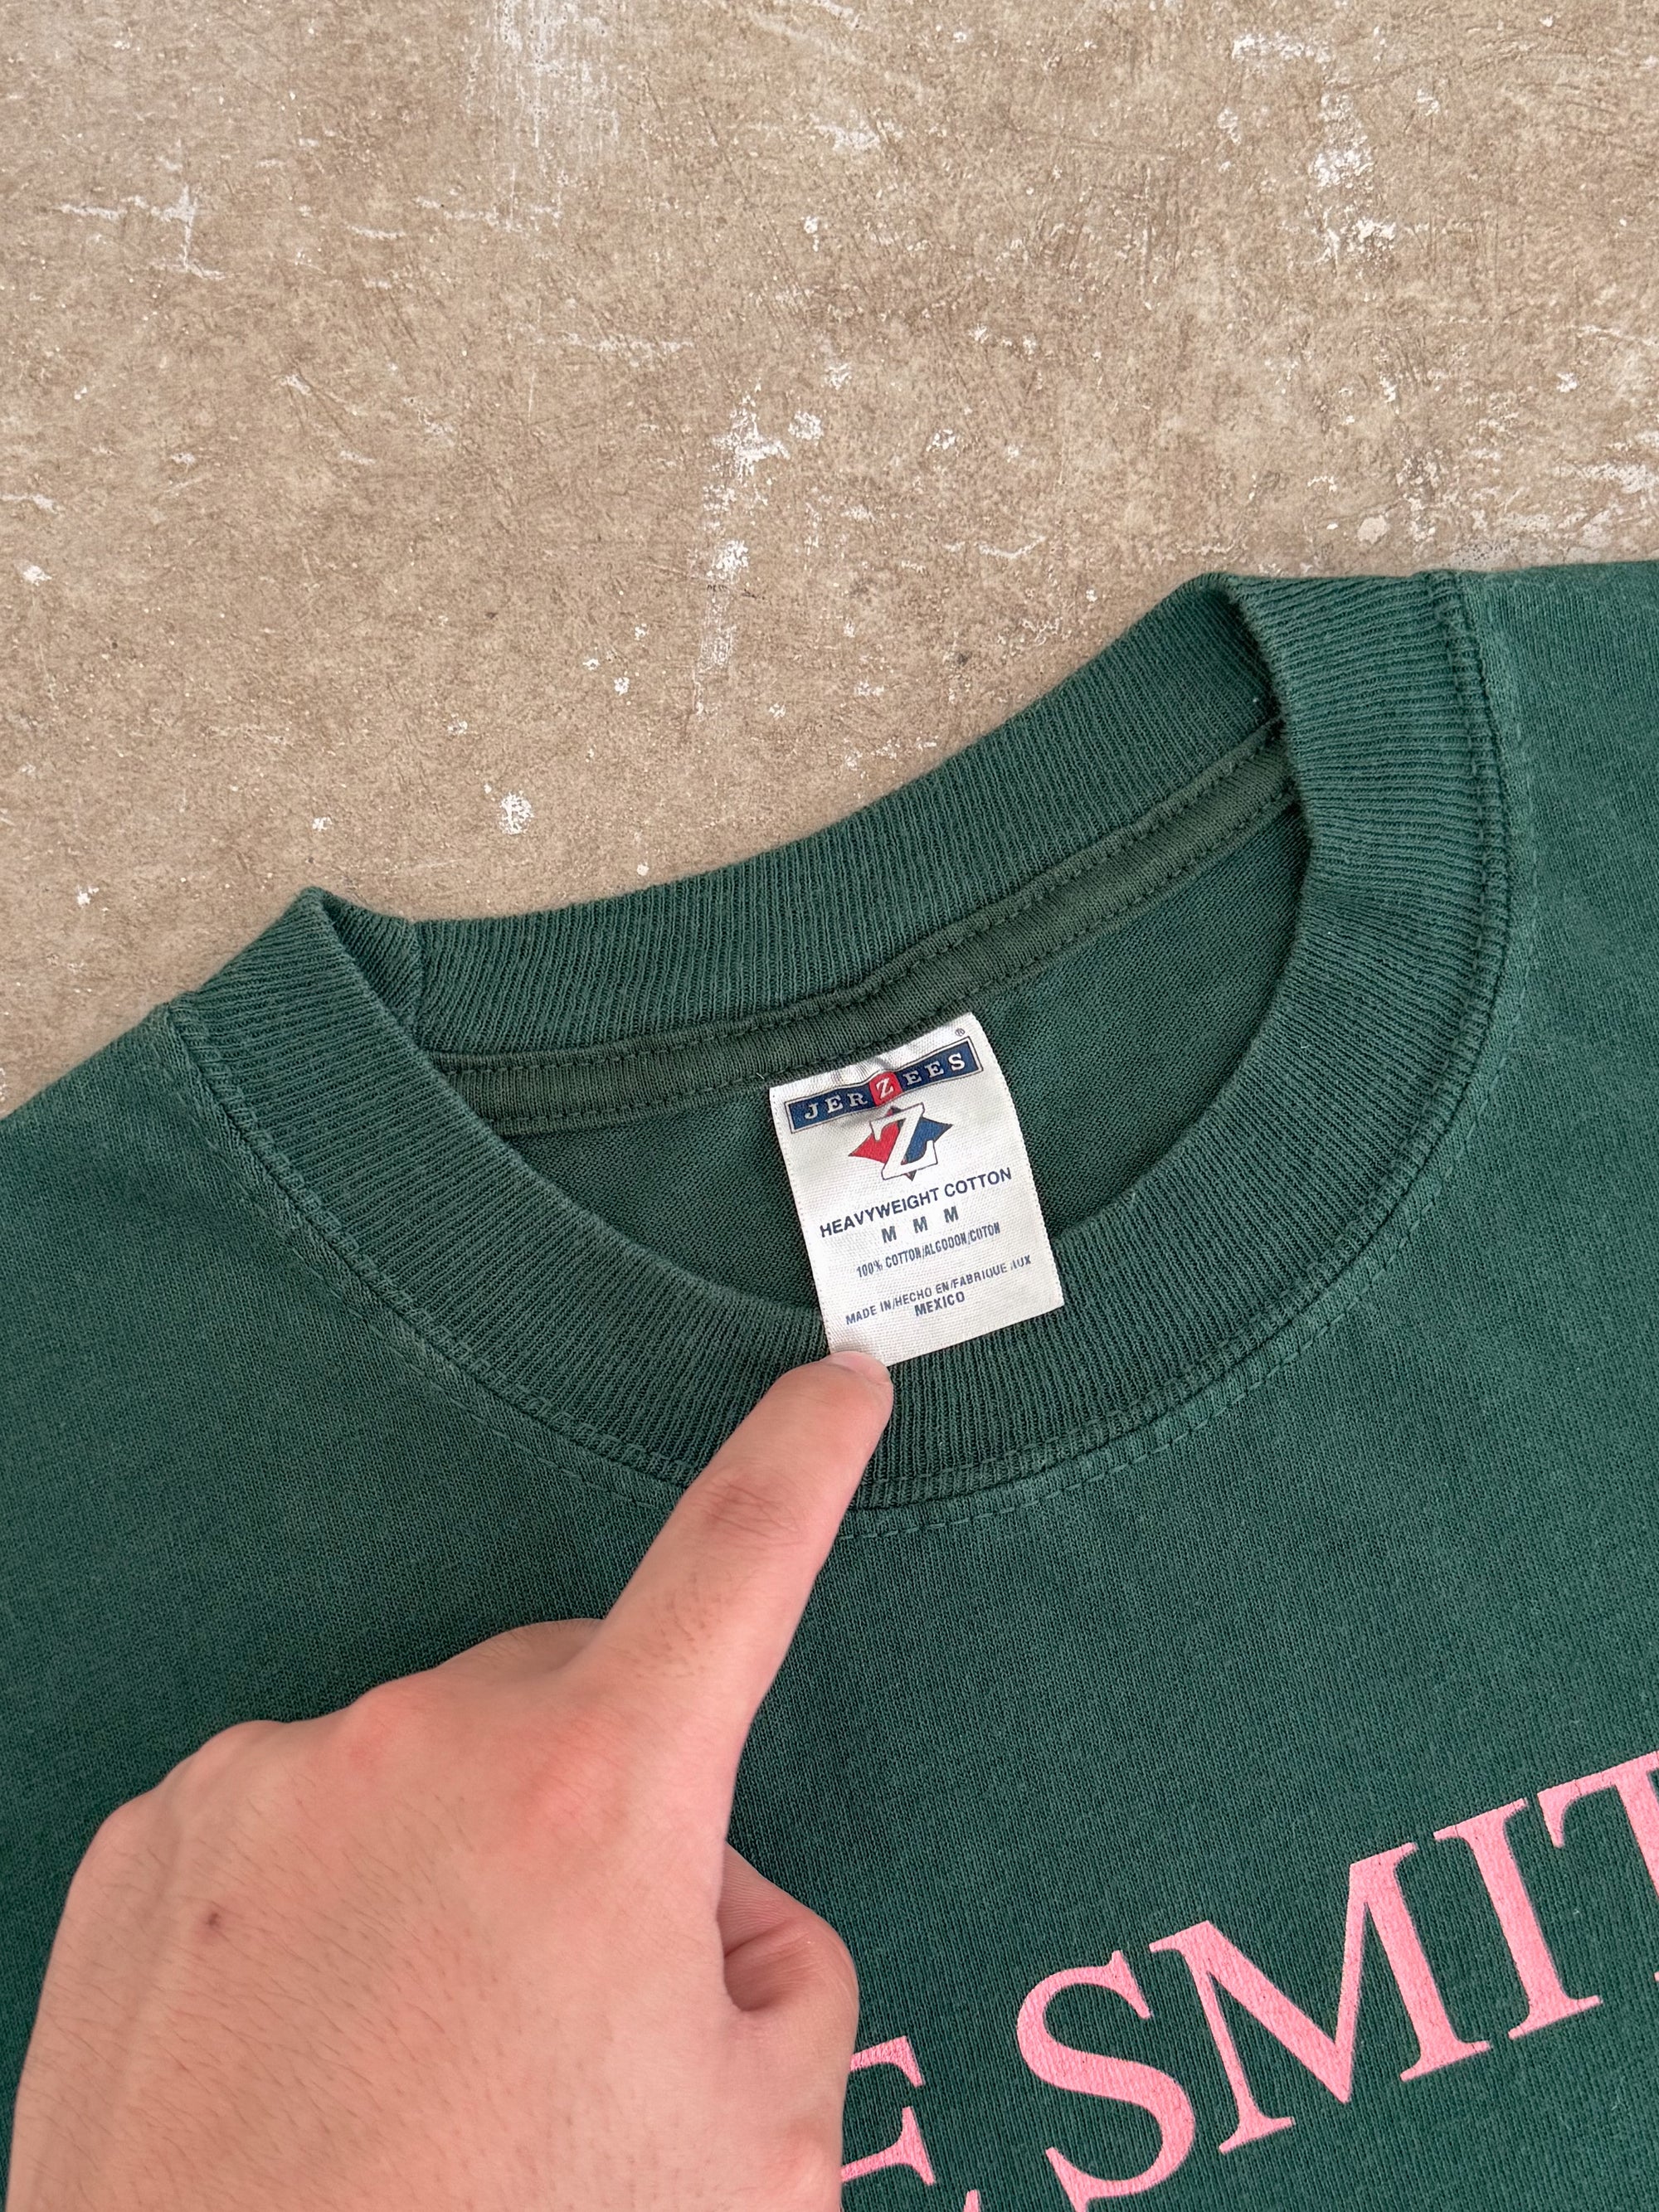 JERZEES®
Z
HEAVYWEIGHT COTTON
M M M
100% COTTON/ALGODON/COTON
MADE IN/HECHO EN/FABRIQUE AUX
MEXICO
E SMIT